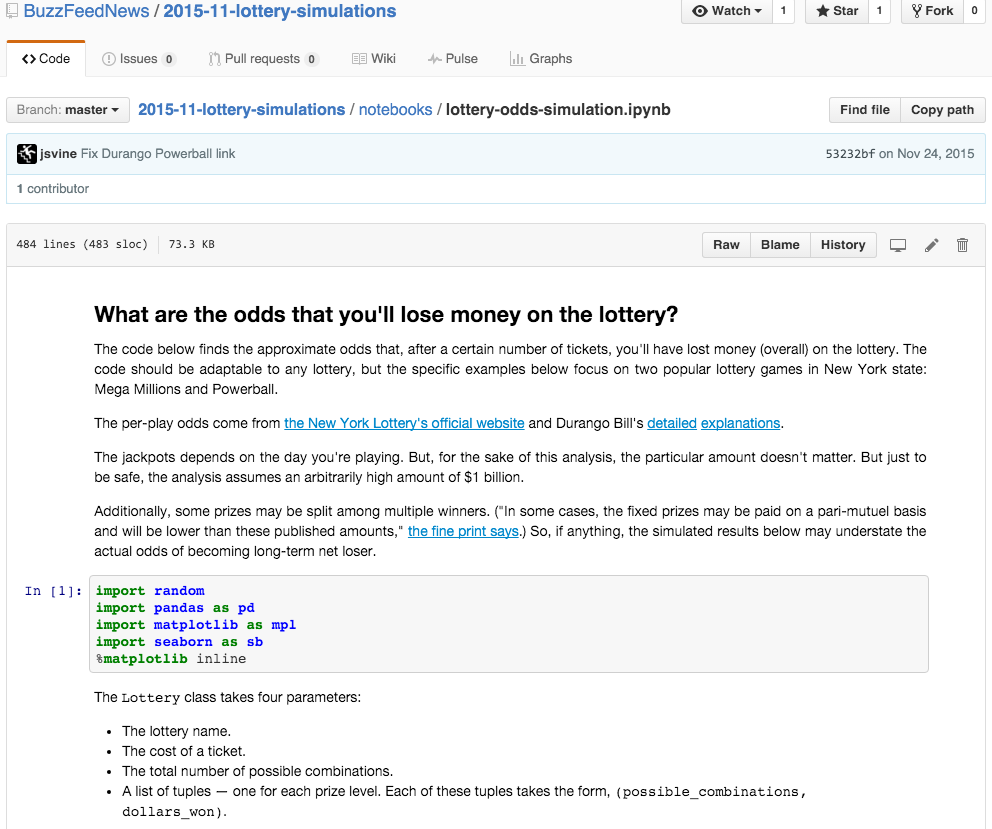 BuzzFeedNews / 2015-11-lottery-simulations
Watch 1 Star 1 Fork 0
Code Issues 0 Pull requests 0 Wiki Pulse Graphs
Branch: master 2015-11-lottery-simulations / notebooks / lottery-odds-simulation.ipynb Find file Copy path
jsvine Fix Durango Powerball link 53232bf on Nov 24, 2015
1 contributor
484 lines (483 sloc) 73.3 KB Raw Blame History
What are the odds that you'll lose money on the lottery?
The code below finds the approximate odds that, after a certain number of tickets, you'll have lost money (overall) on the lottery. The
code should be adaptable to any lottery, but the specific examples below focus on two popular lottery games in New York state:
Mega Millions and Powerball.
The per-play odds come from the New York Lottery's official website and Durango Bill's detailed explanations.
The jackpots depends on the day you're playing. But, for the sake of this analysis, the particular amount doesn't matter. But just to
be safe, the analysis assumes an arbitrarily high amount of $1 billion.
Additionally, some prizes may be split among multiple winners. ("In some cases, the fixed prizes may be paid on a pari-mutuel basis
and will be lower than these published amounts," the fine print says.) So, if anything, the simulated results below may understate the
actual odds of becoming long-term net loser.
In [1]: import random
import pandas as pd
import matplotlib as mpl
import seaborn as sb
%matplotlib inline
The Lottery class takes four parameters:
• The lottery name.
• The cost of a ticket.
• The total number of possible combinations.
• A list of tuples — one for each prize level. Each of these tuples takes the form, (possible_combinations,
dollars_won).